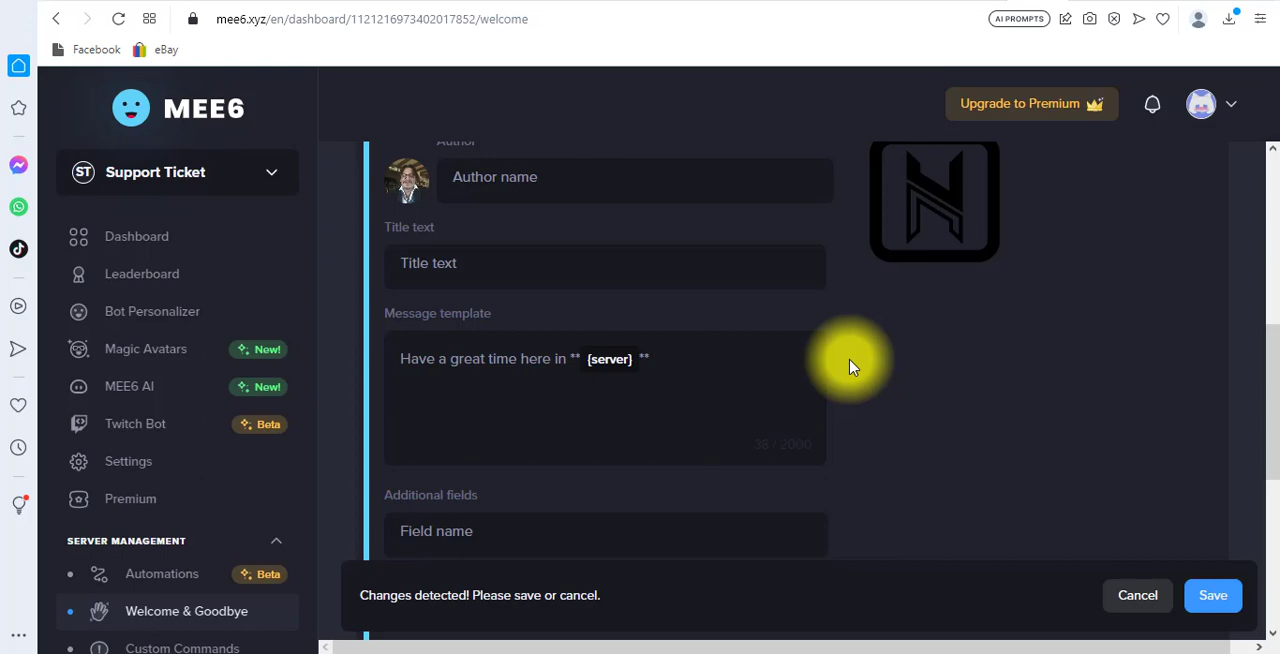 mee6.xyz/en/dashboard/1121216973402017852/welcome
AI PROMPTS
Facebook
eBay
MEE6
Upgrade to Premium
ST Support Ticket
Dashboard
Leaderboard
Bot Personalizer
Magic Avatars New!
MEE6 AI New!
Twitch Bot Beta
Settings
Premium
SERVER MANAGEMENT
Automations Beta
Welcome & Goodbye
Custom Commands
Author
Author name
Title text
Title text
Message template
Have a great time here in ** {server} **
38 / 2000
Additional fields
Field name
Changes detected! Please save or cancel.
Cancel
Save